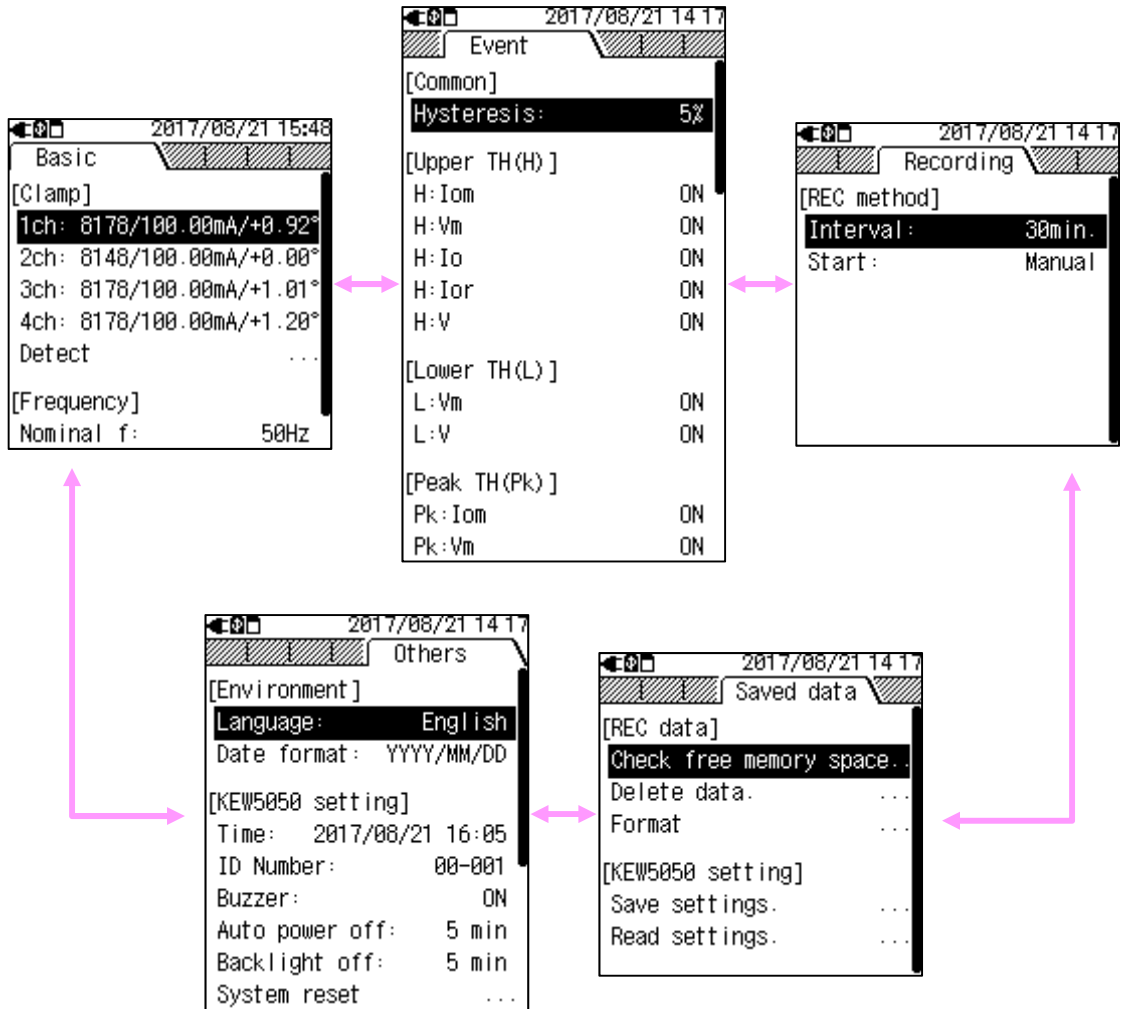 2017/08/21 15:48
Basic
[Clamp]
1ch: 8178/100.00mA/+0.92°
2ch: 8148/100.00mA/+0.00°
3ch: 8178/100.00mA/+1.01°
4ch: 8178/100.00mA/+1.20°
Detect ...
[Frequency]
Nominal f: 50Hz
2017/08/21 14 17
Event
[Common]
Hysteresis: 5%
[Upper TH(H)]
H:Iom ON
H:Vm ON
H:Io ON
H:Ior ON
H:V ON
[Lower TH(L)]
L:Vm ON
L:V ON
[Peak TH(Pk)]
Pk:Iom ON
Pk:Vm ON
2017/08/21 14 17
Recording
[REC method]
Interval: 30min.
Start: Manual
2017/08/21 14 17
Others
[Environment]
Language: English
Date format: YYYY/MM/DD
[KEW5050 setting]
Time: 2017/08/21 16:05
ID Number: 00-001
Buzzer: ON
Auto power off: 5 min
Backlight off: 5 min
System reset ...
2017/08/21 14 17
Saved data
[REC data]
Check free memory space..
Delete data. ...
Format ...
[KEW5050 setting]
Save settings. ...
Read settings. ...